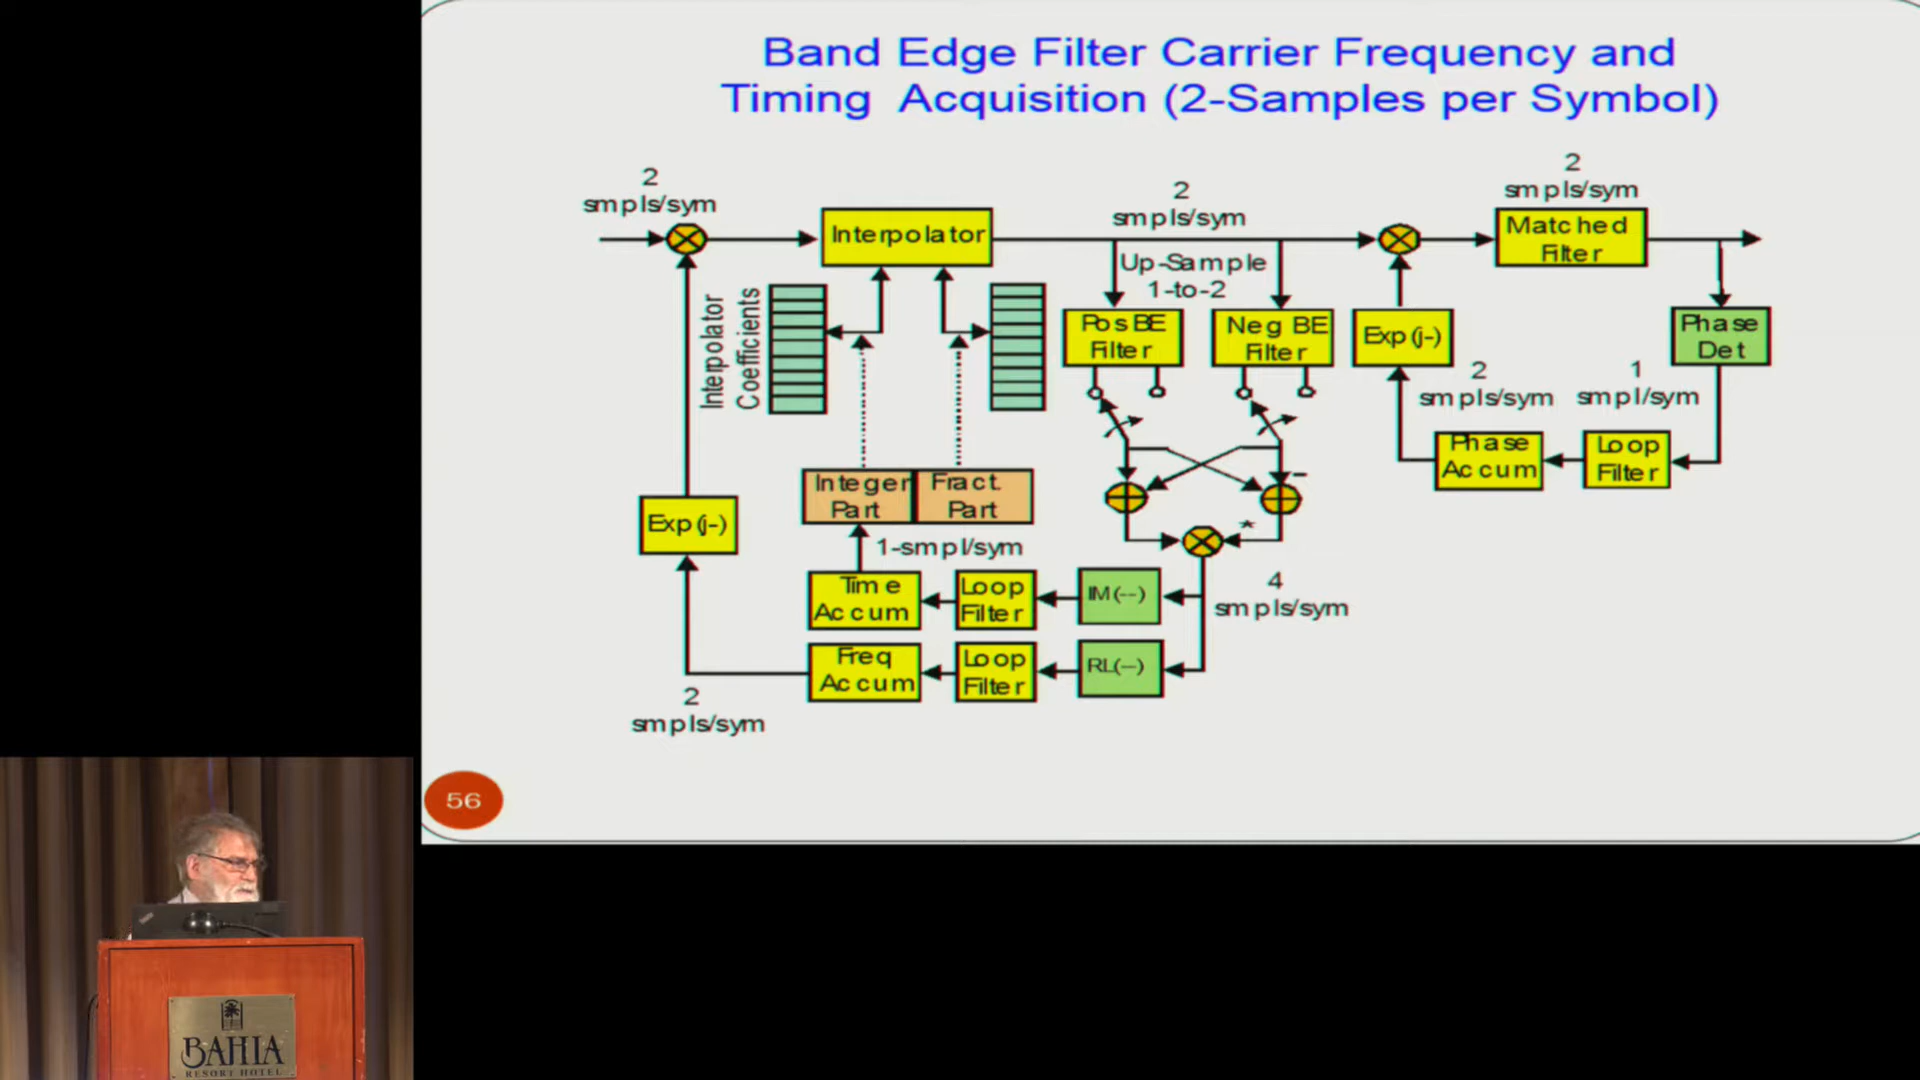 Band Edge Filter Carrier Frequency and
Timing Acquisition (2-Samples per Symbol)
2
smpls/sym
Interpolator
2
smpls/sym
2
smpls/sym
Matched
Filter
Up-Sample
1-to-2
Interpolator
Coefficients
Pos BE
Filter
Neg BE
Filter
Exp(j-)
Phase
Det
2
smpls/sym
1
smpl/sym
Phase
Accum
Loop
Filter
Integer
Part
Fract.
Part
-
*
Exp(j-)
1-smpl/sym
Time
Accum
Loop
Filter
IM(--)
4
smpls/sym
Freq
Accum
Loop
Filter
RL(--)
2
smpls/sym
56
BAHIA
RESORT HOTEL